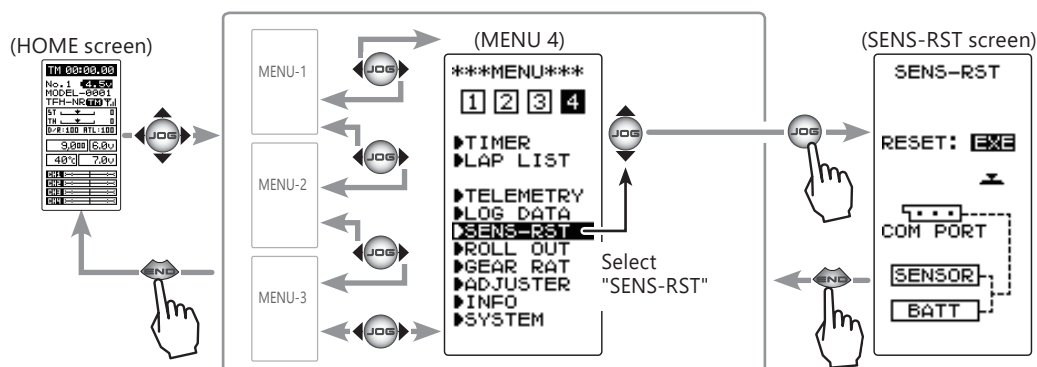 (HOME screen)
TM 00:00.00
No.1 4.5v
MODEL-0001
TFH-NR TM
ST 0
TH 0
D/R:100 ATL:100
9,000 6.0v
40℃ 7.0v
CH1
CH2
CH3
CH4
JOG
END
MENU-1
MENU-2
MENU-3
JOG
JOG
JOG
JOG
(MENU 4)
***MENU***
1 2 3 4
TIMER
LAP LIST
TELEMETRY
LOG DATA
SENS-RST
ROLL OUT
GEAR RAT
ADJUSTER
INFO
SYSTEM
JOG
Select
"SENS-RST"
JOG
END
(SENS-RST screen)
SENS-RST
RESET: EXE
COM PORT
SENSOR
BATT